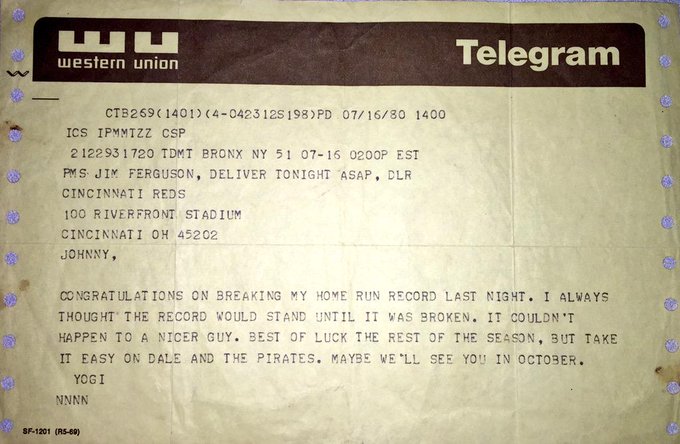 WU
western union
Telegram
CTB269(1401)(4-042312S198)PD 07/16/80 1400
ICS IPMMTZZ CSP
2122931720 TDMT BRONX NY 51 07-16 0200P EST
PMS JIM FERGUSON, DELIVER TONIGHT ASAP, DLR
CINCINNATI REDS
100 RIVERFRONT STADIUM
CINCINNATI OH 45202
JOHNNY,
CONGRATULATIONS ON BREAKING MY HOME RUN RECORD LAST NIGHT. I ALWAYS
THOUGHT THE RECORD WOULD STAND UNTIL IT WAS BROKEN. IT COULDN'T
HAPPEN TO A NICER GUY. BEST OF LUCK THE REST OF THE SEASON, BUT TAKE
IT EASY ON DALE AND THE PIRATES. MAYBE WE'LL SEE YOU IN OCTOBER.
YOGI
NNNN
SF-1201 (R5-69)